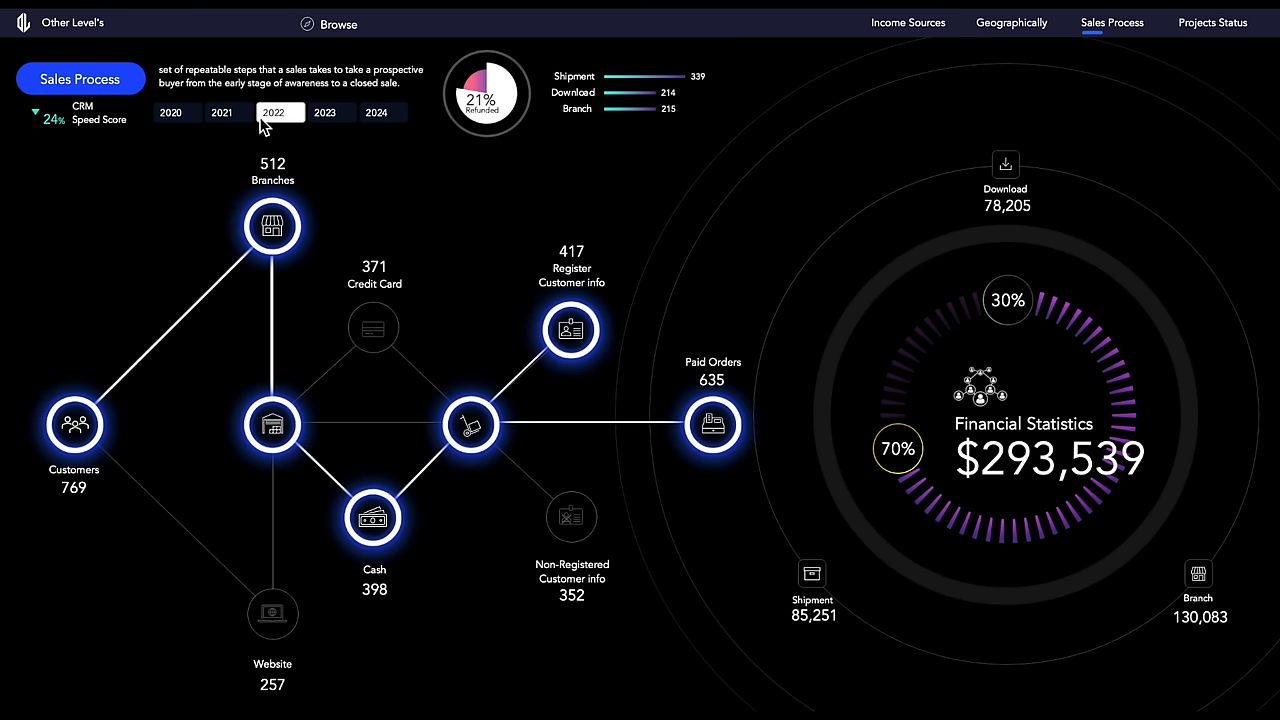 Other Level's
Browse
Income Sources
Geographically
Sales Process
Projects Status
Sales Process
set of repeatable steps that a sales takes to take a prospective
buyer from the early stage of awareness to a closed sale.
24%
CRM
Speed Score
2020
2021
2022
2023
2024
21%
Refunded
Shipment 339
Download 214
Branch 215
512
Branches
371
Credit Card
417
Register
Customer info
Paid Orders
635
Customers
769
Cash
398
Non-Registered
Customer info
352
Website
257
Download
78,205
30%
70%
Financial Statistics
$293,539
Shipment
85,251
Branch
130,083